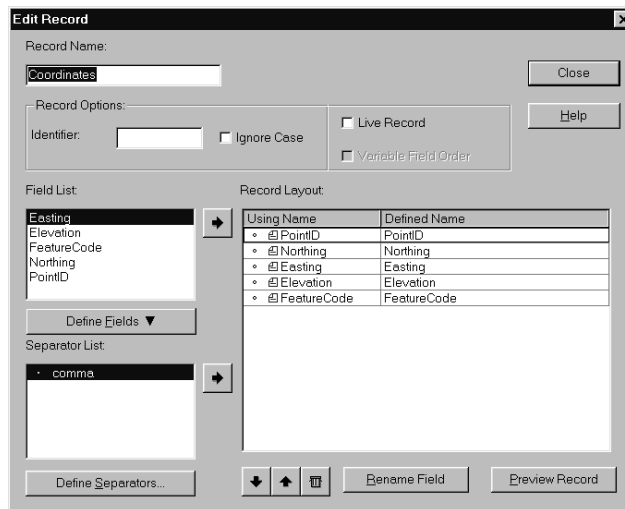 Edit Record
Record Name:
Coordinates
Close
Record Options:
Identifier:
Ignore Case
Live Record
Variable Field Order
Help
Field List:
Easting
Elevation
FeatureCode
Northing
PointID
Define Fields ▼
Record Layout:
Using Name Defined Name
PointID PointID
Northing Northing
Easting Easting
Elevation Elevation
FeatureCode FeatureCode
Separator List:
comma
Define Separators...
Rename Field
Preview Record